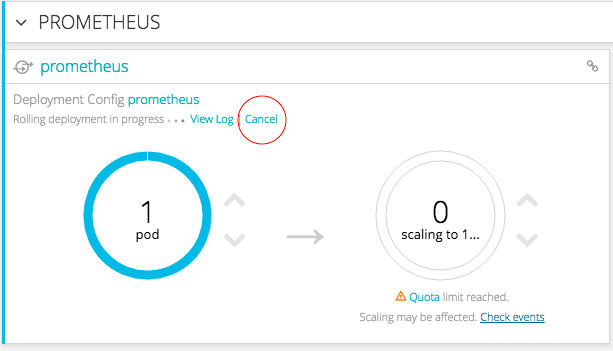 PROMETHEUS
prometheus
Deployment Config prometheus
Rolling deployment in progress View Log | Cancel
1
pod
0
scaling to 1...
Quota limit reached.
Scaling may be affected. Check events